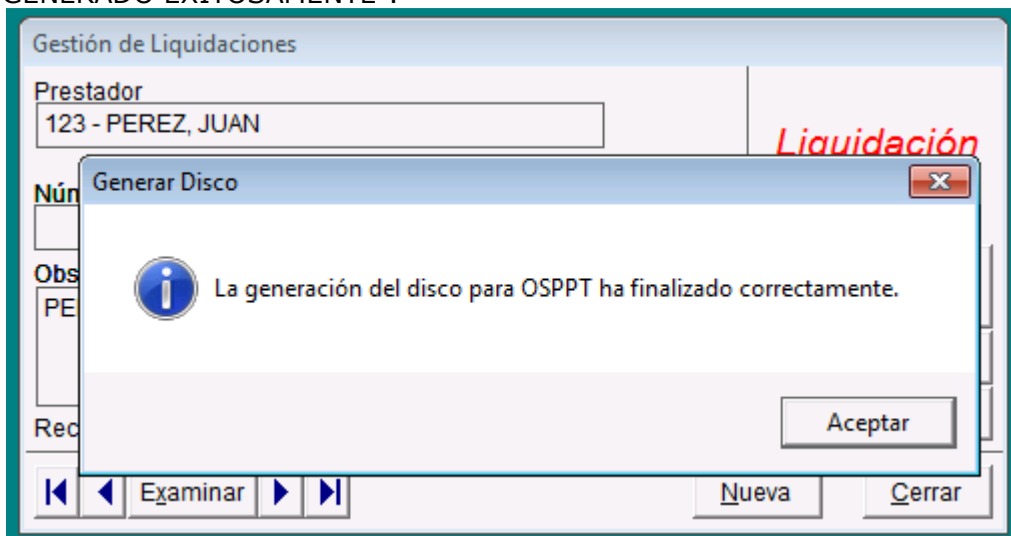 Gestión de Liquidaciones
Prestador
123 - PEREZ, JUAN
Liquidación
Generar Disco
La generación del disco para OSPPT ha finalizado correctamente.
Aceptar
Examinar
Nueva
Cerrar